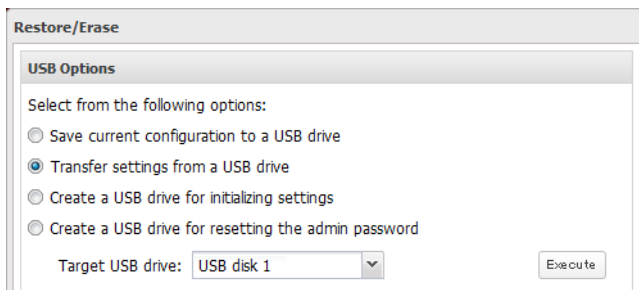 Restore/Erase
USB Options
Select from the following options:
Save current configuration to a USB drive
Transfer settings from a USB drive
Create a USB drive for initializing settings
Create a USB drive for resetting the admin password
Target USB drive: USB disk 1 Execute